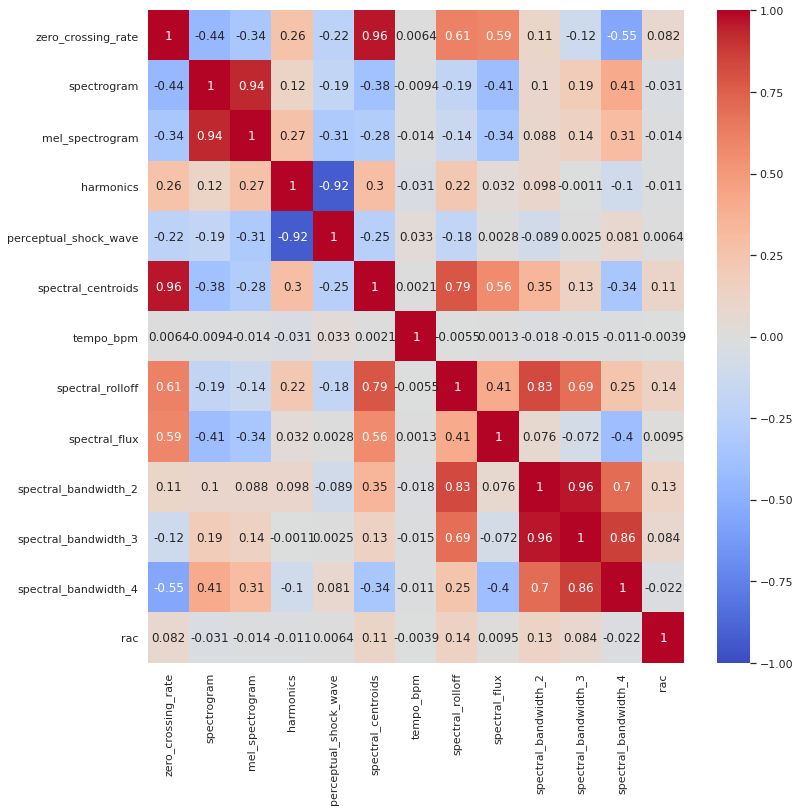 zero_crossing_rate 1 -0.44 -0.34 0.26 -0.22 0.96 0.0064 0.61 0.59 0.11 -0.12 -0.55 0.082
spectrogram -0.44 1 0.94 0.12 -0.19 -0.38 -0.0094 -0.19 -0.41 0.1 0.19 0.41 -0.031
mel_spectrogram -0.34 0.94 1 0.27 -0.31 -0.28 -0.014 -0.14 -0.34 0.088 0.14 0.31 -0.014
harmonics 0.26 0.12 0.27 1 -0.92 0.3 -0.031 0.22 0.032 0.098 -0.0011 -0.1 -0.011
perceptual_shock_wave -0.22 -0.19 -0.31 -0.92 1 -0.25 0.033 -0.18 0.0028 -0.089 0.0025 0.081 0.0064
spectral_centroids 0.96 -0.38 -0.28 0.3 -0.25 1 0.0021 0.79 0.56 0.35 0.13 -0.34 0.11
tempo_bpm 0.0064 -0.0094 -0.014 -0.031 0.033 0.0021 1 -0.0055 0.0013 -0.018 -0.015 -0.011 -0.0039
spectral_rolloff 0.61 -0.19 -0.14 0.22 -0.18 0.79 -0.0055 1 0.41 0.83 0.69 0.25 0.14
spectral_flux 0.59 -0.41 -0.34 0.032 0.0028 0.56 0.0013 0.41 1 0.076 -0.072 -0.4 0.0095
spectral_bandwidth_2 0.11 0.1 0.088 0.098 -0.089 0.35 -0.018 0.83 0.076 1 0.96 0.7 0.13
spectral_bandwidth_3 -0.12 0.19 0.14 -0.0011 0.0025 0.13 -0.015 0.69 -0.072 0.96 1 0.86 0.084
spectral_bandwidth_4 -0.55 0.41 0.31 -0.1 0.081 -0.34 -0.011 0.25 -0.4 0.7 0.86 1 -0.022
rac 0.082 -0.031 -0.014 -0.011 0.0064 0.11 -0.0039 0.14 0.0095 0.13 0.084 -0.022 1
zero_crossing_rate
spectrogram
mel_spectrogram
harmonics
perceptual_shock_wave
spectral_centroids
tempo_bpm
spectral_rolloff
spectral_flux
spectral_bandwidth_2
spectral_bandwidth_3
spectral_bandwidth_4
rac
1.00
0.75
0.50
0.25
0.00
−0.25
−0.50
−0.75
−1.00